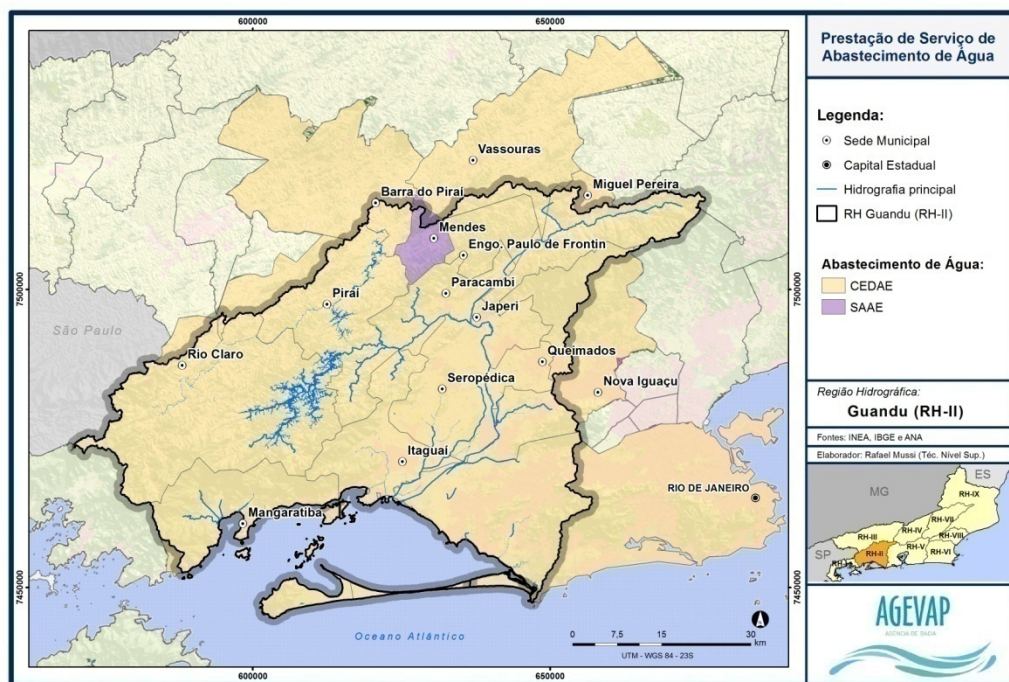 600000
650000
7500000
7450000
Vassouras
Barra do Piraí
Miguel Pereira
Mendes
Engo. Paulo de Frontin
Piraí
Paracambi
Japeri
São Paulo
Rio Claro
Queimados
Seropédica
Nova Iguaçu
Itaguaí
RIO DE JANEIRO
Mangaratiba
Oceano Atlântico
0 7,5 15 30
km
UTM - WGS 84 - 23S
600000
650000
7500000
7450000
Prestação de Serviço de
Abastecimento de Água
Legenda:
Sede Municipal
Capital Estadual
Hidrografia principal
RH Guandu (RH-II)
Abastecimento de Água:
CEDAE
SAAE
Região Hidrográfica:
Guandu (RH-II)
Fontes: INEA, IBGE e ANA
Elaborador: Rafael Mussi (Téc. Nível Sup.)
MG
ES
SP
RH-IX
RH-VII
RH-IV
RH-III
RH-VIII
RH-V
RH-VI
RH-II
RH-I
AGEVAP
AGÊNCIA DE BACIA